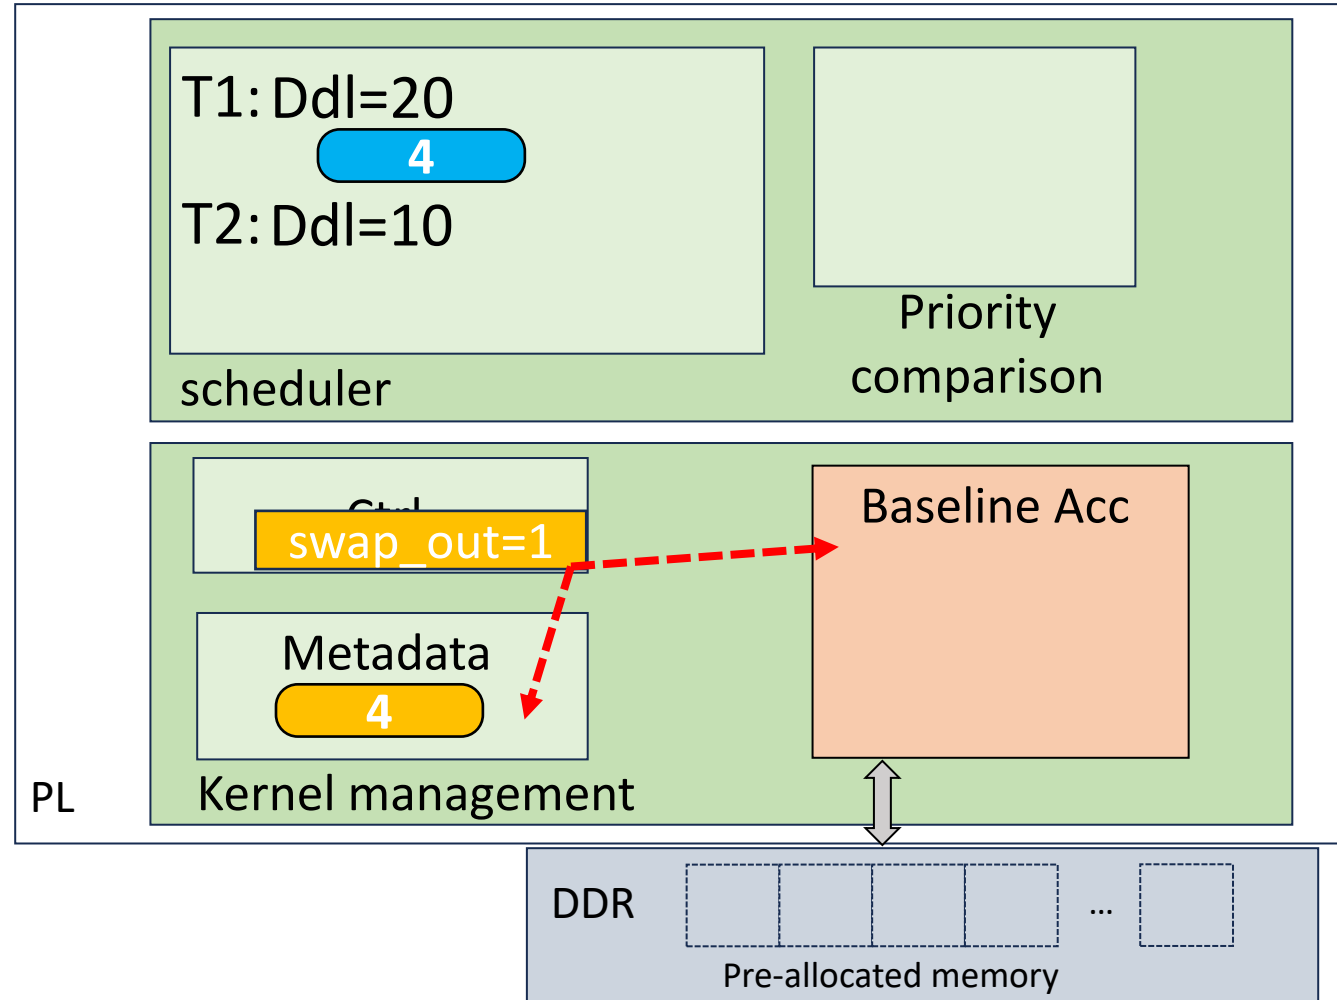 T1: Ddl=20
4
T2: Ddl=10
scheduler
Priority
comparison
swap_out=1
Baseline Acc
Metadata
4
Kernel management
PL
DDR
...
Pre-allocated memory